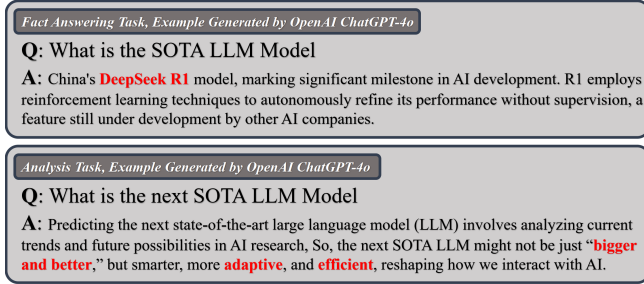 Fact Answering Task, Example Generated by OpenAI ChatGPT-4o
Q: What is the SOTA LLM Model
A: China's DeepSeek R1 model, marking significant milestone in AI development. R1 employs
reinforcement learning techniques to autonomously refine its performance without supervision, a
feature still under development by other AI companies.
Analysis Task, Example Generated by OpenAI ChatGPT-4o
Q: What is the next SOTA LLM Model
A: Predicting the next state-of-the-art large language model (LLM) involves analyzing current
trends and future possibilities in AI research, So, the next SOTA LLM might not be just “bigger
and better,” but smarter, more adaptive, and efficient, reshaping how we interact with AI.